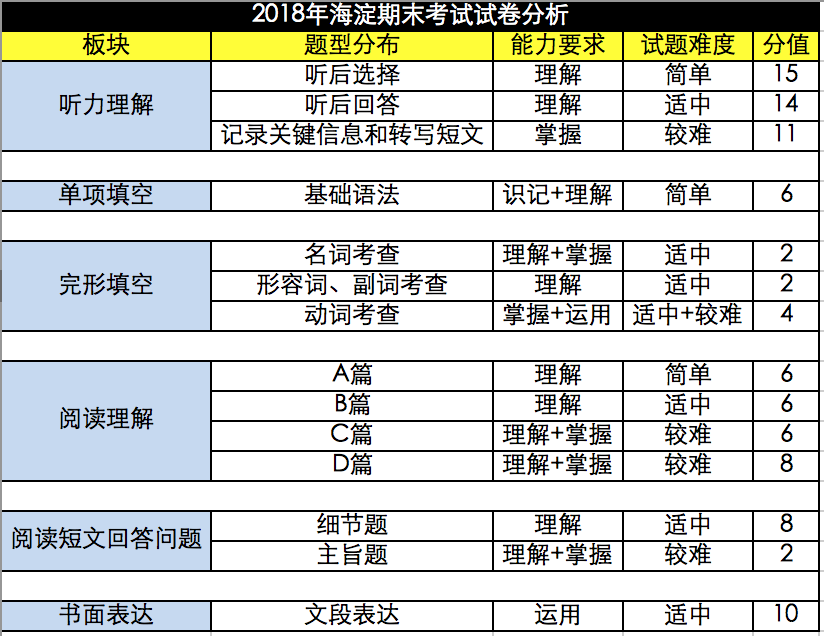 2018年海淀期末考试试卷分析
板块 题型分布 能力要求 试题难度 分值
听力理解 听后选择 理解 简单 15
听后回答 理解 适中 14
记录关键信息和转写短文 掌握 较难 11
单项填空 基础语法 识记+理解 简单 6
完形填空 名词考查 理解+掌握 适中 2
形容词、副词考查 理解 适中 2
动词考查 掌握+运用 适中+较难 4
阅读理解 A篇 理解 简单 6
B篇 理解 适中 6
C篇 理解+掌握 较难 6
D篇 理解+掌握 较难 8
阅读短文回答问题 细节题 理解 适中 8
主旨题 理解+掌握 较难 2
书面表达 文段表达 运用 适中 10